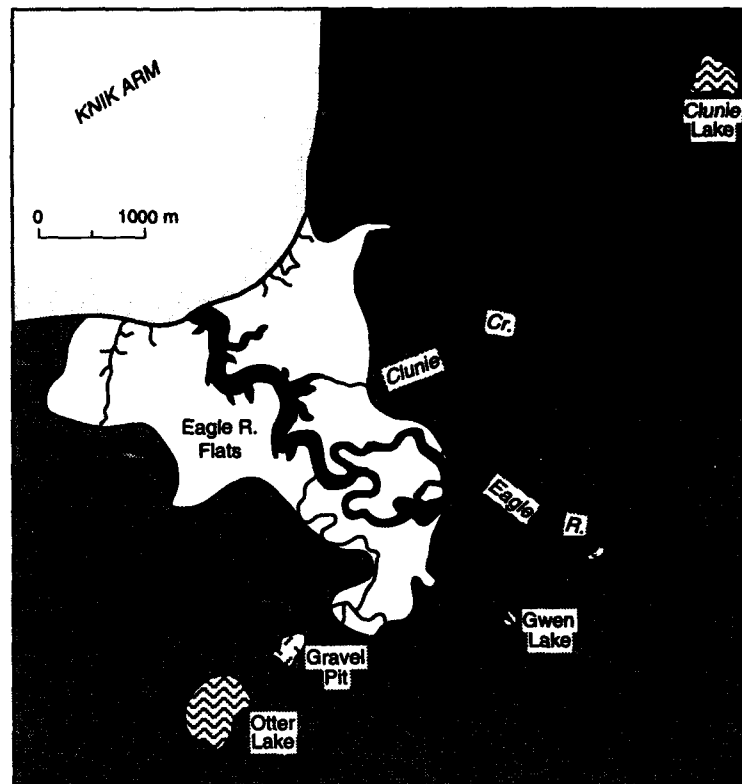 KNIK ARM
Clunie
Lake
0 1000 m
Cr.
Clunie
Eagle R.
Flats
Eagle
R.
Gwen
Lake
Gravel
Pit
Otter
Lake